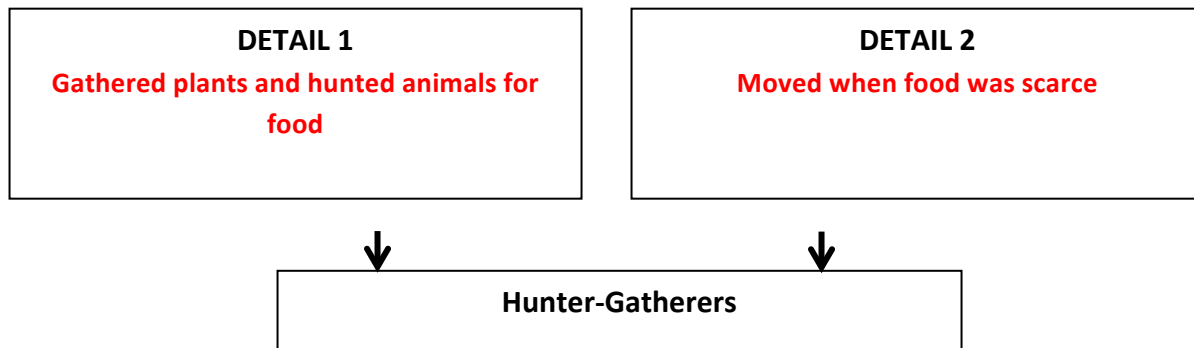 DETAIL 1
Gathered plants and hunted animals for
food
DETAIL 2
Moved when food was scarce
Hunter-Gatherers